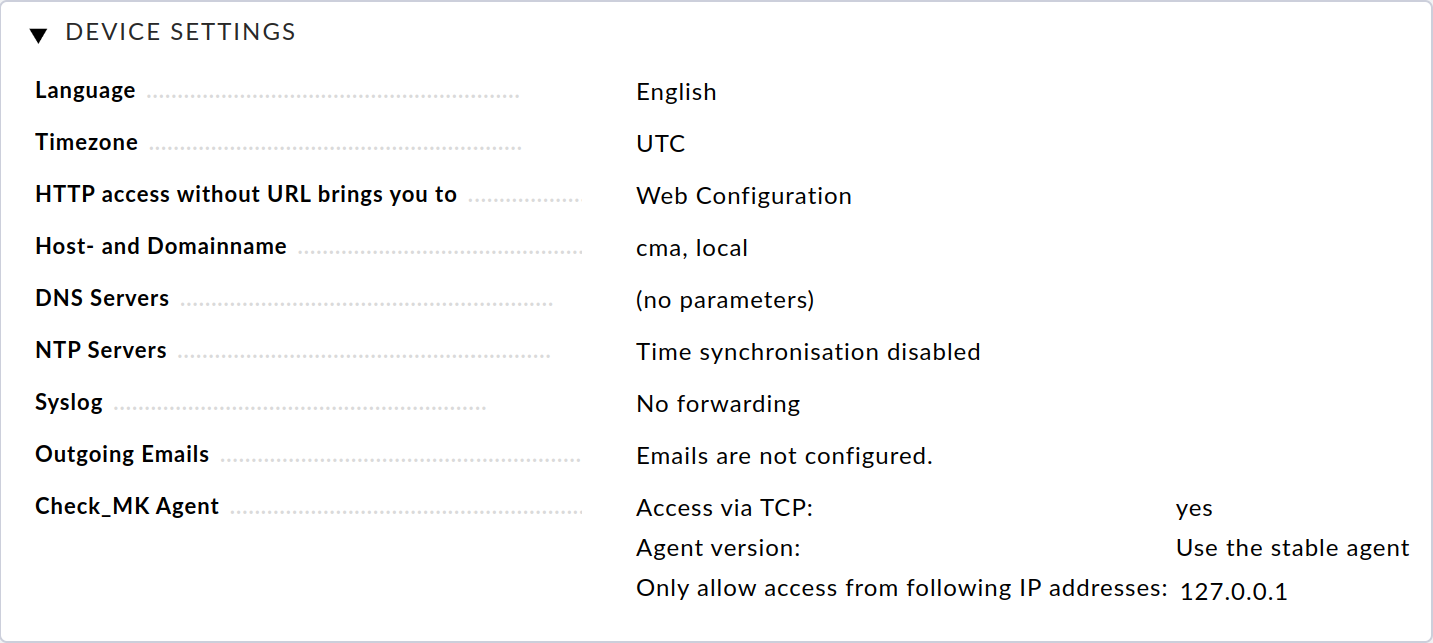 DEVICE SETTINGS
Language English
Timezone UTC
HTTP access without URL brings you to Web Configuration
Host- and Domainname cma, local
DNS Servers (no parameters)
NTP Servers Time synchronisation disabled
Syslog No forwarding
Outgoing Emails Emails are not configured.
Check_MK Agent Access via TCP: yes
Agent version: Use the stable agent
Only allow access from following IP addresses: 127.0.0.1